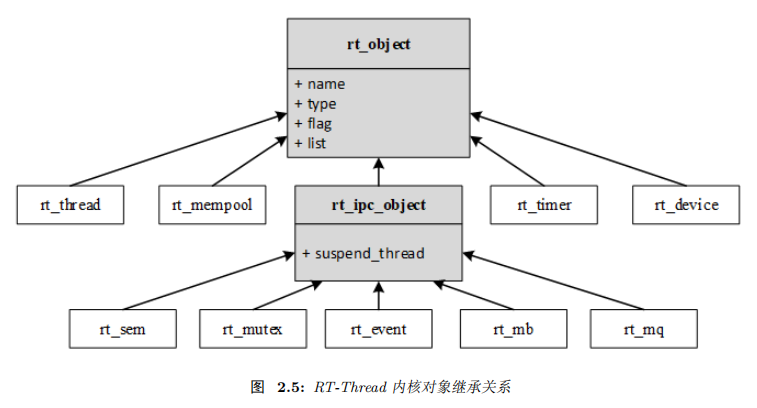 rt_object
+ name
+ type
+ flag
+ list
rt_thread
rt_mempool
rt_ipc_object
rt_timer
rt_device
+ suspend_thread
rt_sem
rt_mutex
rt_event
rt_mb
rt_mq
图 2.5: RT-Thread 内核对象继承关系